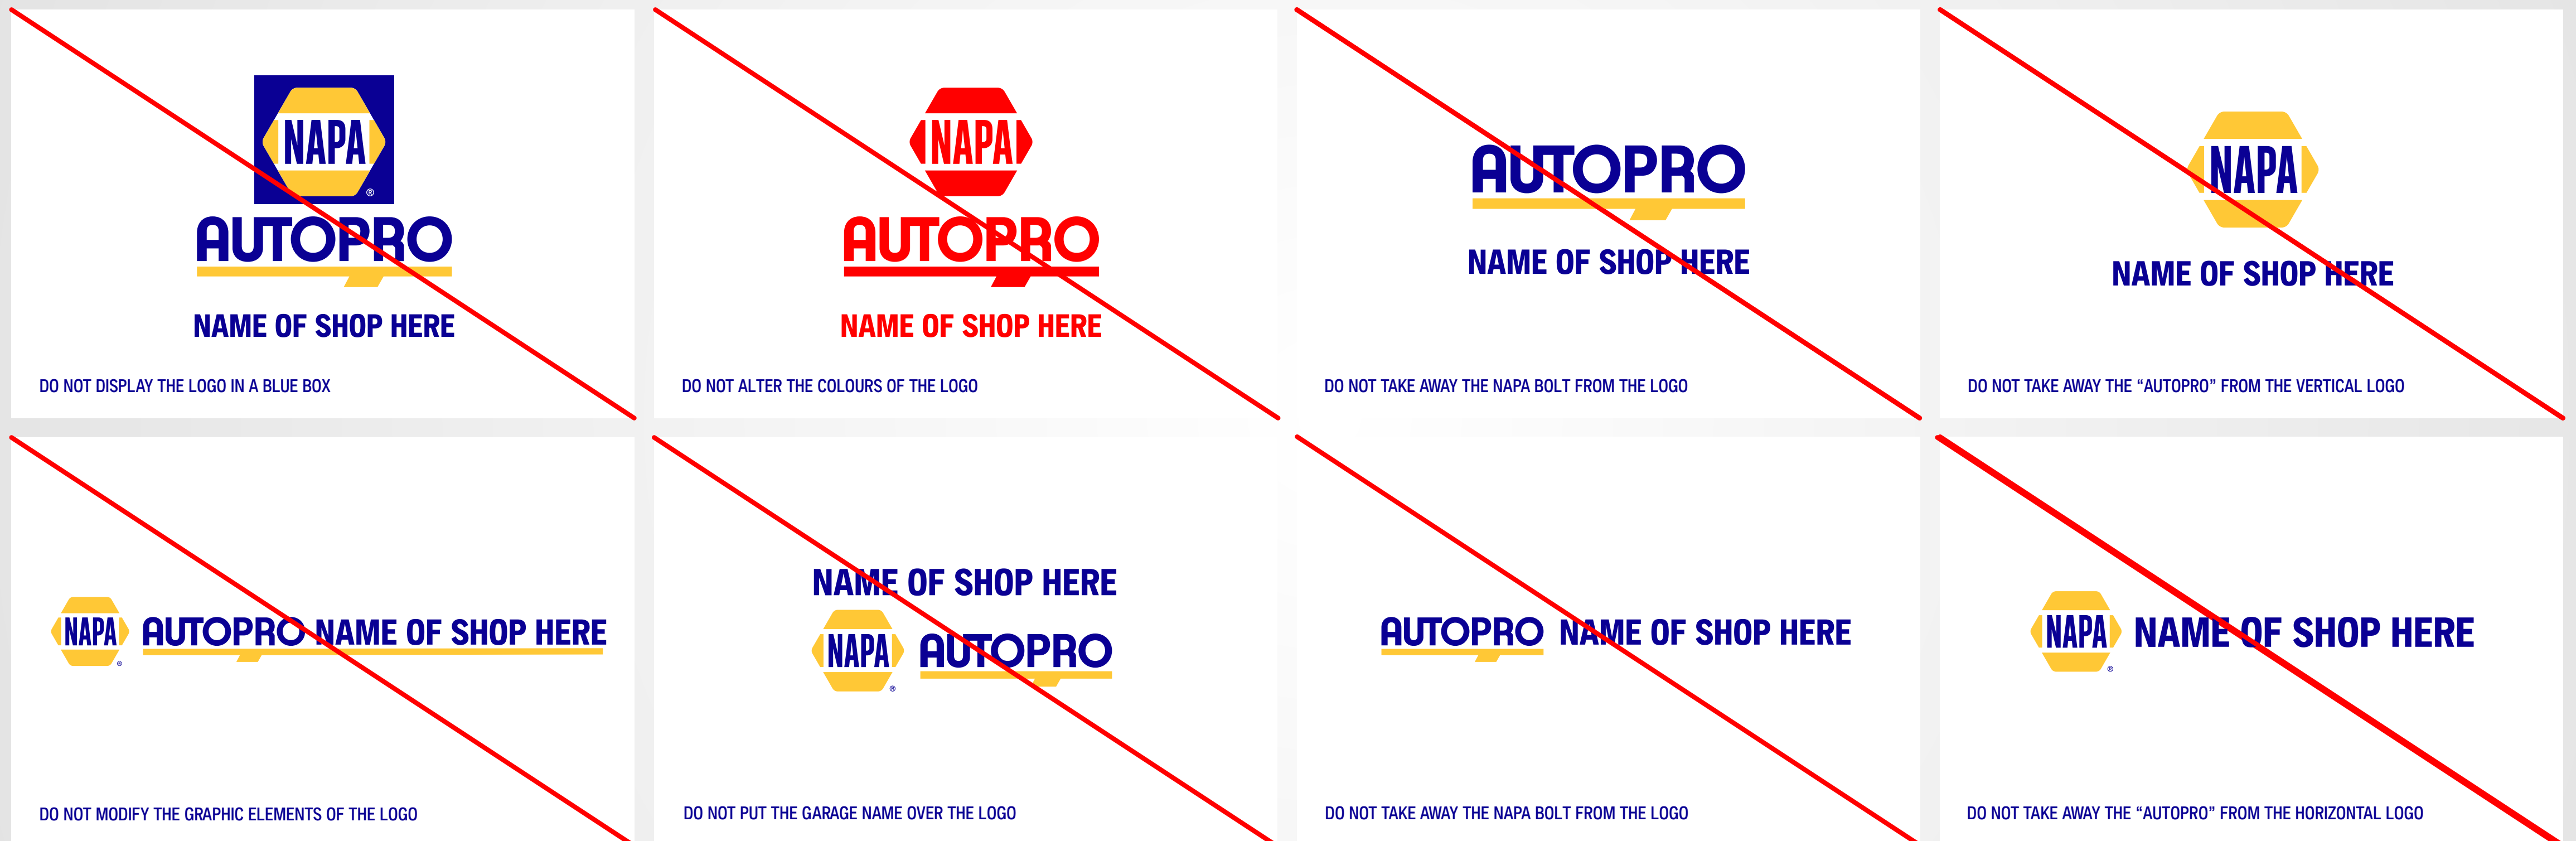 NAPA
®
AUTOPRO
NAME OF SHOP HERE
DO NOT DISPLAY THE LOGO IN A BLUE BOX
NAPA
AUTOPRO
NAME OF SHOP HERE
DO NOT ALTER THE COLOURS OF THE LOGO
AUTOPRO
NAME OF SHOP HERE
DO NOT TAKE AWAY THE NAPA BOLT FROM THE LOGO
NAPA
NAME OF SHOP HERE
DO NOT TAKE AWAY THE “AUTOPRO” FROM THE VERTICAL LOGO
NAPA® AUTOPRO NAME OF SHOP HERE
DO NOT MODIFY THE GRAPHIC ELEMENTS OF THE LOGO
NAME OF SHOP HERE
NAPA® AUTOPRO
DO NOT PUT THE GARAGE NAME OVER THE LOGO
AUTOPRO NAME OF SHOP HERE
DO NOT TAKE AWAY THE NAPA BOLT FROM THE LOGO
NAPA® NAME OF SHOP HERE
DO NOT TAKE AWAY THE “AUTOPRO” FROM THE HORIZONTAL LOGO